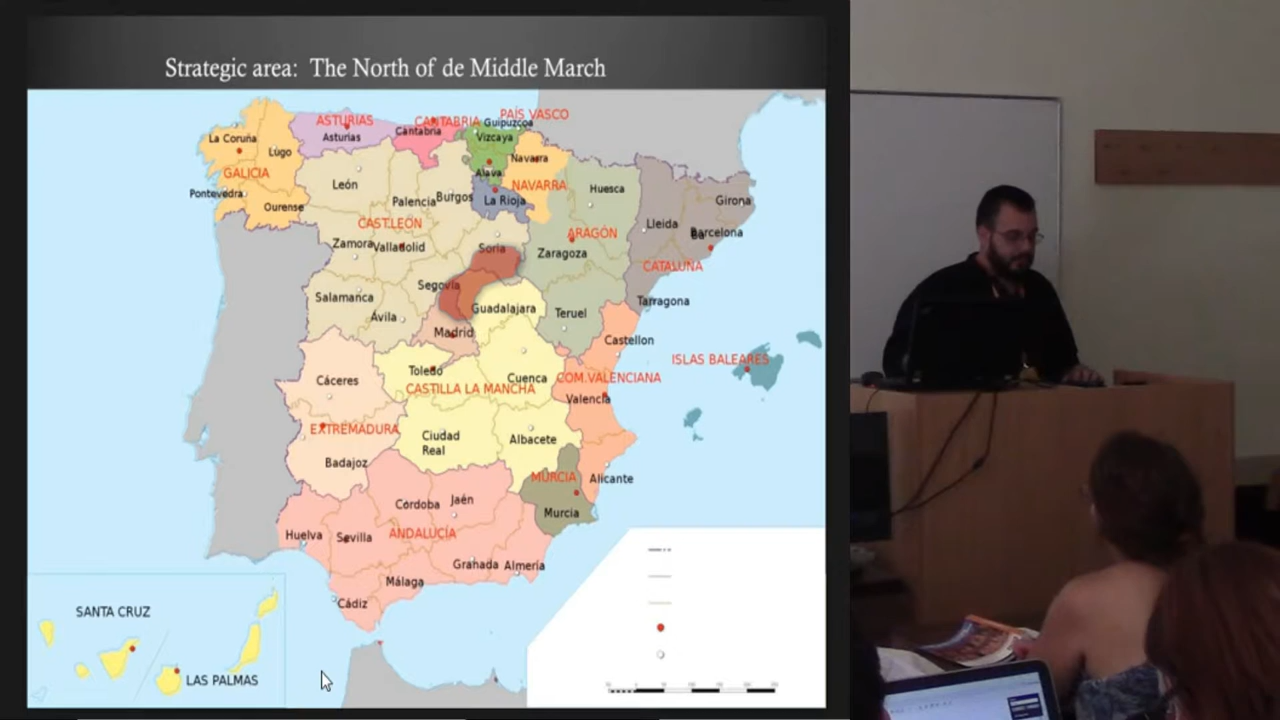 Strategic area: The North of de Middle March
ASTURIAS
CANTABRIA
PAÍS VASCO
La Coruña
Lugo
Asturias
Cantabria
Guipuzcoa
Vizcaya
GALICIA
Alava
Navarra
NAVARRA
Pontevedra
Ourense
León
Palencia
Burgos
La Rioja
Huesca
Girona
CAST.LEÓN
Lleida
Barcelona
Zamora
Valladolid
Soria
ARAGÓN
Zaragoza
CATALUÑA
Salamanca
Segovia
Guadalajara
Tarragona
Ávila
Madrid
Teruel
Castellon
Toledo
Cáceres
CASTILLA LA MANCHA
Cuenca
COM.VALENCIANA
ISLAS BALEARES
Valencia
EXTREMADURA
Ciudad
Real
Albacete
Badajoz
MURCIA
Alicante
Córdoba
Jaén
Murcia
Huelva
Sevilla
ANDALUCÍA
Granada
Almería
Málaga
Cádiz
SANTA CRUZ
LAS PALMAS